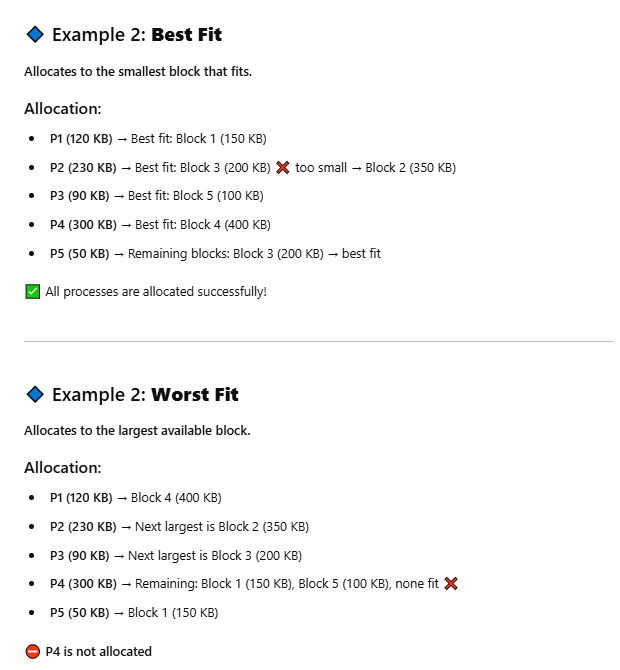 🔷 Example 2: Best Fit
Allocates to the smallest block that fits.
Allocation:
• P1 (120 KB) → Best fit: Block 1 (150 KB)
• P2 (230 KB) → Best fit: Block 3 (200 KB) ❌ too small → Block 2 (350 KB)
• P3 (90 KB) → Best fit: Block 5 (100 KB)
• P4 (300 KB) → Best fit: Block 4 (400 KB)
• P5 (50 KB) → Remaining blocks: Block 3 (200 KB) → best fit
✅ All processes are allocated successfully!
🔷 Example 2: Worst Fit
Allocates to the largest available block.
Allocation:
• P1 (120 KB) → Block 4 (400 KB)
• P2 (230 KB) → Next largest is Block 2 (350 KB)
• P3 (90 KB) → Next largest is Block 3 (200 KB)
• P4 (300 KB) → Remaining: Block 1 (150 KB), Block 5 (100 KB), none fit ❌
• P5 (50 KB) → Block 1 (150 KB)
⛔ P4 is not allocated